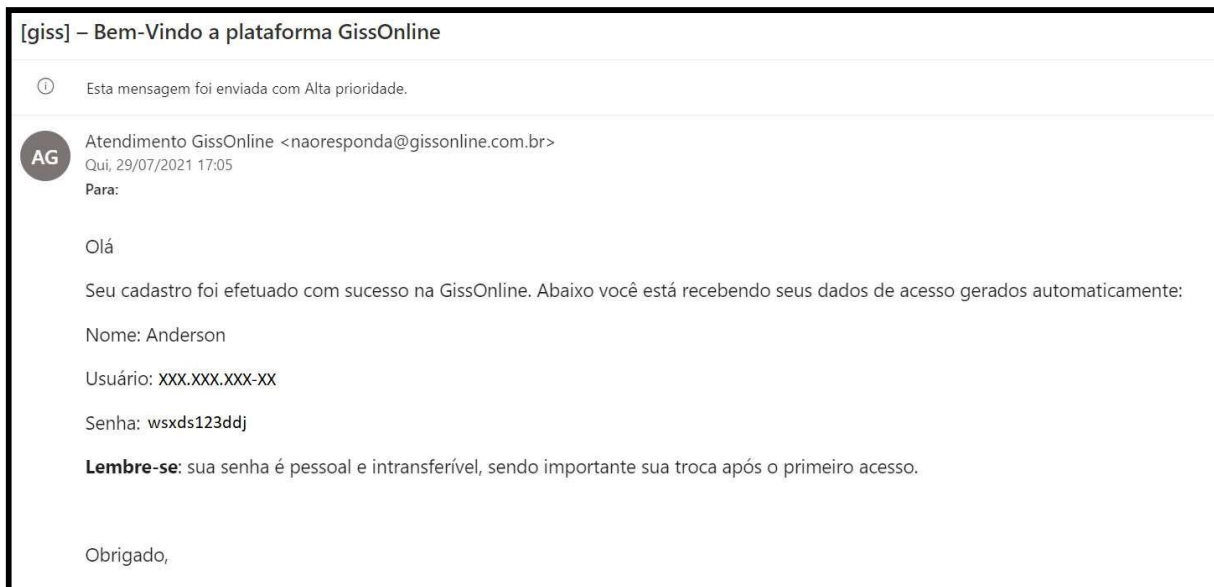 [giss] – Bem-Vindo a plataforma GissOnline
Esta mensagem foi enviada com Alta prioridade.
AG
Atendimento GissOnline <naoresponda@gissonline.com.br>
Qui, 29/07/2021 17:05
Para:
Olá
Seu cadastro foi efetuado com sucesso na GissOnline. Abaixo você está recebendo seus dados de acesso gerados automaticamente:
Nome: Anderson
Usuário: XXX.XXX.XXX-XX
Senha: wsxds123ddj
Lembre-se: sua senha é pessoal e intransferível, sendo importante sua troca após o primeiro acesso.
Obrigado,